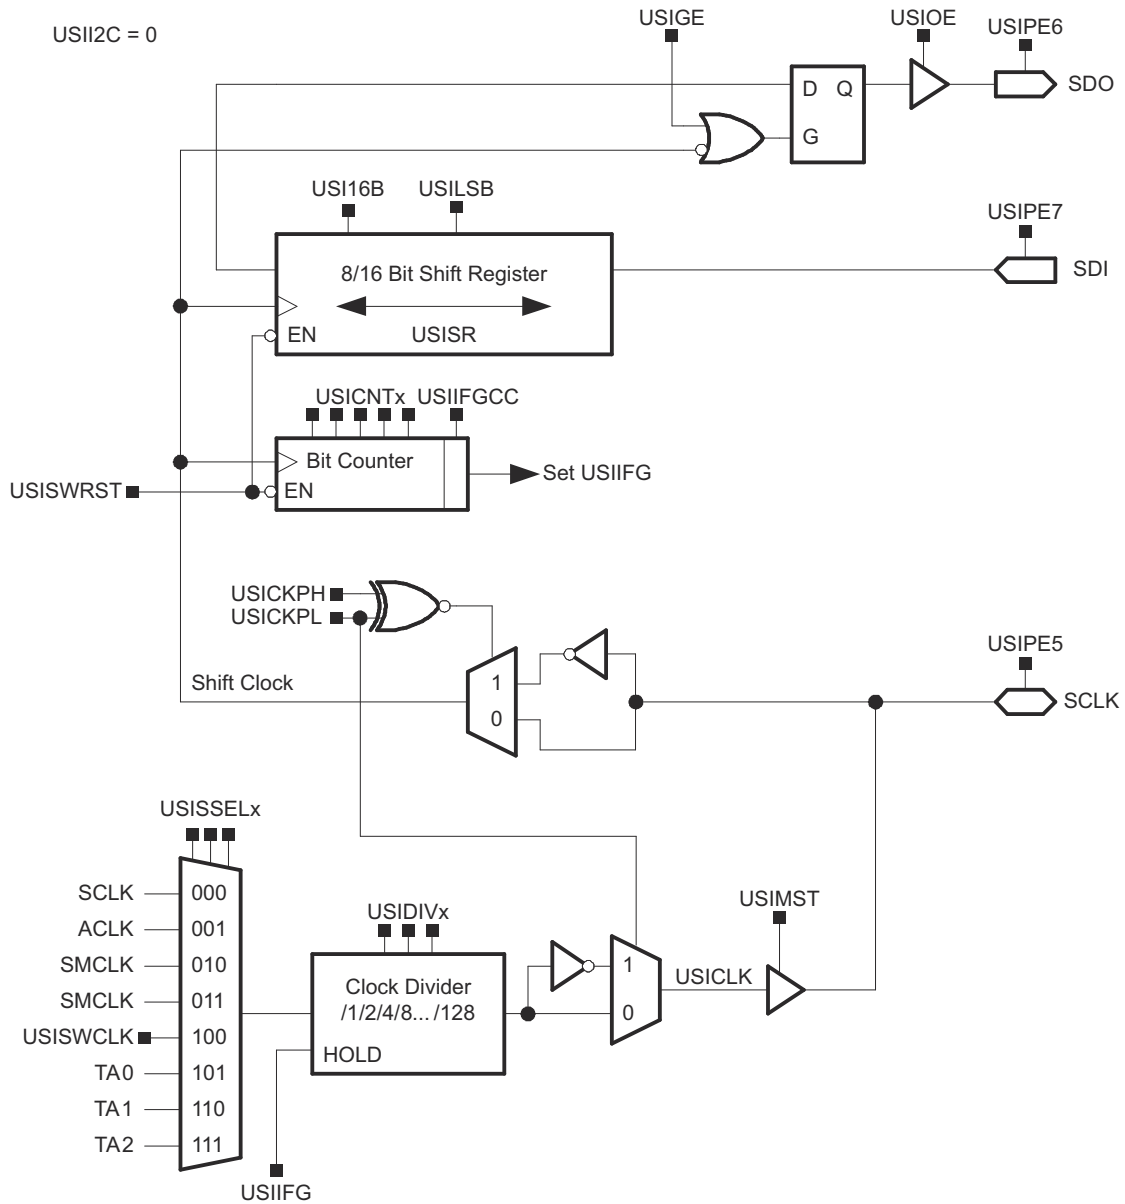 USIGE
USIOE
USIPE6
USII2C = 0
D Q
SDO
G
USI16B
USILSB
USIPE7
8/16 Bit Shift Register
SDI
EN
USISR
USICNTx
USIIFGCC
Bit Counter
Set USIIFG
USISWRST
EN
USICKPH
USICKPL
USIPE5
Shift Clock
1
0
SCLK
USISSELx
SCLK
000
ACLK
001
SMCLK
010
SMCLK
011
USISWCLK
100
TA0
101
TA1
110
TA2
111
USIDIVx
Clock Divider
/1/2/4/8... /128
HOLD
1
0
USIMST
USICLK
USIIFG